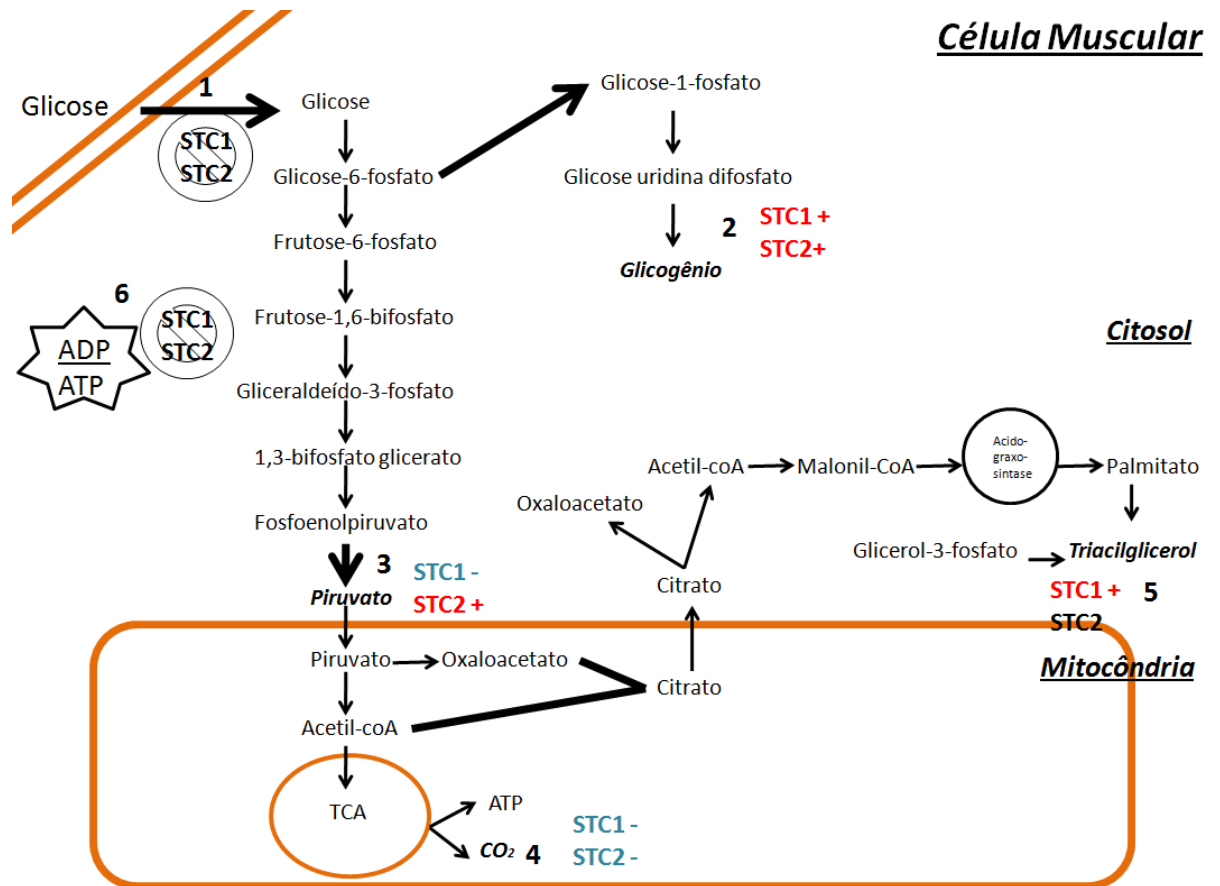 Célula Muscular
Glicose
1
STC1
STC2
Glicose
Glicose-6-fosfato
Frutose-6-fosfato
Frutose-1,6-bifosfato
Gliceraldeído-3-fosfato
1,3-bifosfato glicerato
Fosfoenolpiruvato
3
STC1 -
STC2 +
Piruvato
Glicose-1-fosfato
Glicose uridina difosfato
2
STC1 +
STC2+
Glicogênio
6
STC1
STC2
ADP
ATP
Citosol
Acetil-coA
Malonil-CoA
Acido-
graxo-
sintase
Palmitato
Oxaloacetato
Glicerol-3-fosfato
Triacilglicerol
STC1 +
5
STC2
Citrato
Mitocôndria
Piruvato
Oxaloacetato
Citrato
Acetil-coA
TCA
ATP
CO₂
4
STC1 -
STC2 -